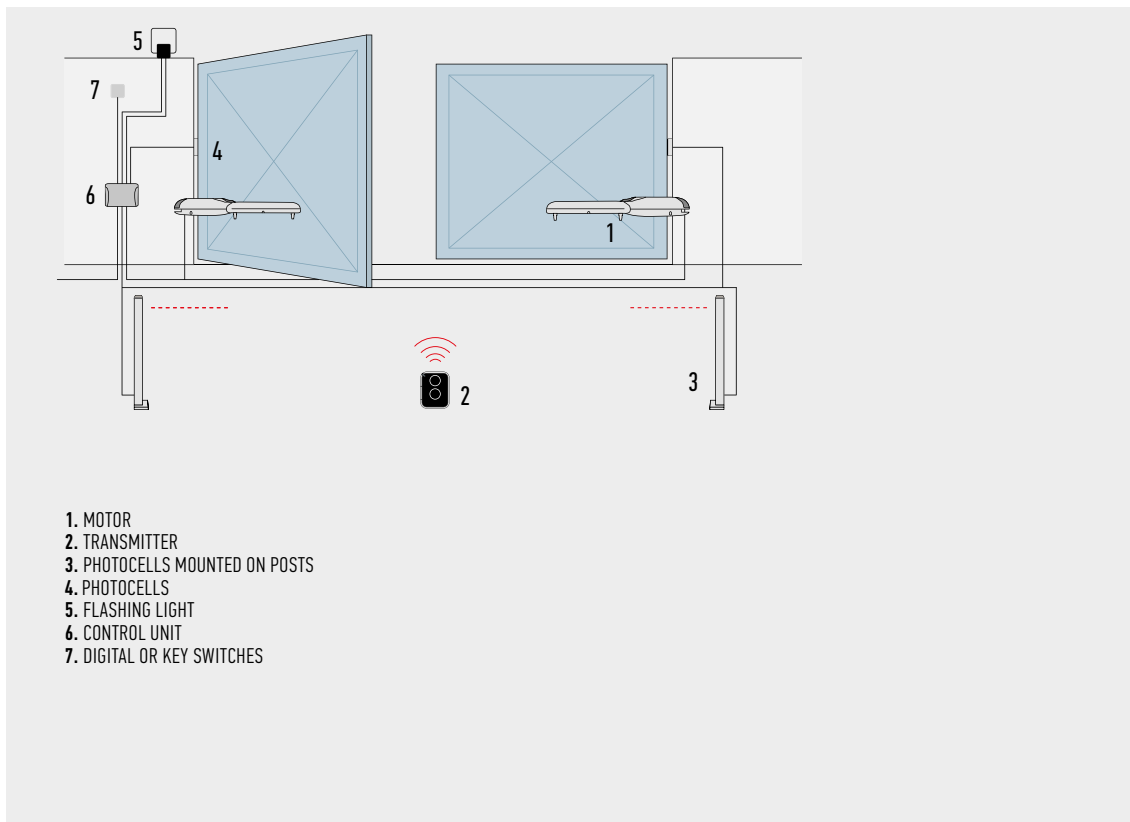 5
7
4
6
1
3
2
1. MOTOR
2. TRANSMITTER
3. PHOTOCELLS MOUNTED ON POSTS
4. PHOTOCELLS
5. FLASHING LIGHT
6. CONTROL UNIT
7. DIGITAL OR KEY SWITCHES